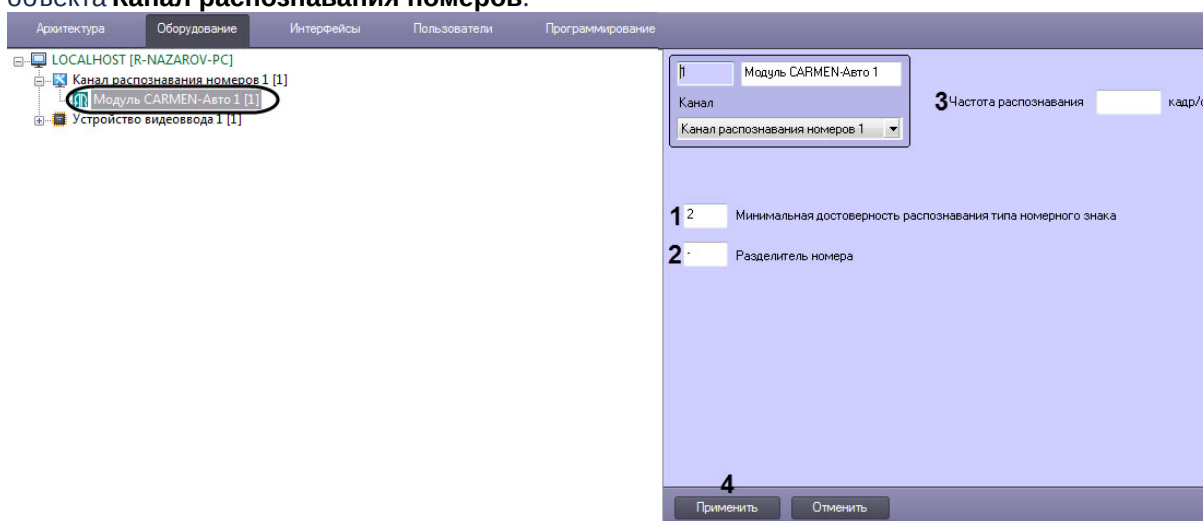 объекта Канал распознавания номеров.
Архитектура Оборудование Интерфейсы Пользователи Программирование
LOCALHOST [R-NAZAROV-PC]
Канал распознавания номеров 1 [1]
Модуль CARMEN-Авто 1 [1]
Устройство видеоввода 1 [1]
1 Модуль CARMEN-Авто 1
Канал
Канал распознавания номеров 1
3 Частота распознавания кадр/с
1 2 Минимальная достоверность распознавания типа номерного знака
2 - Разделитель номера
4
Применить Отменить